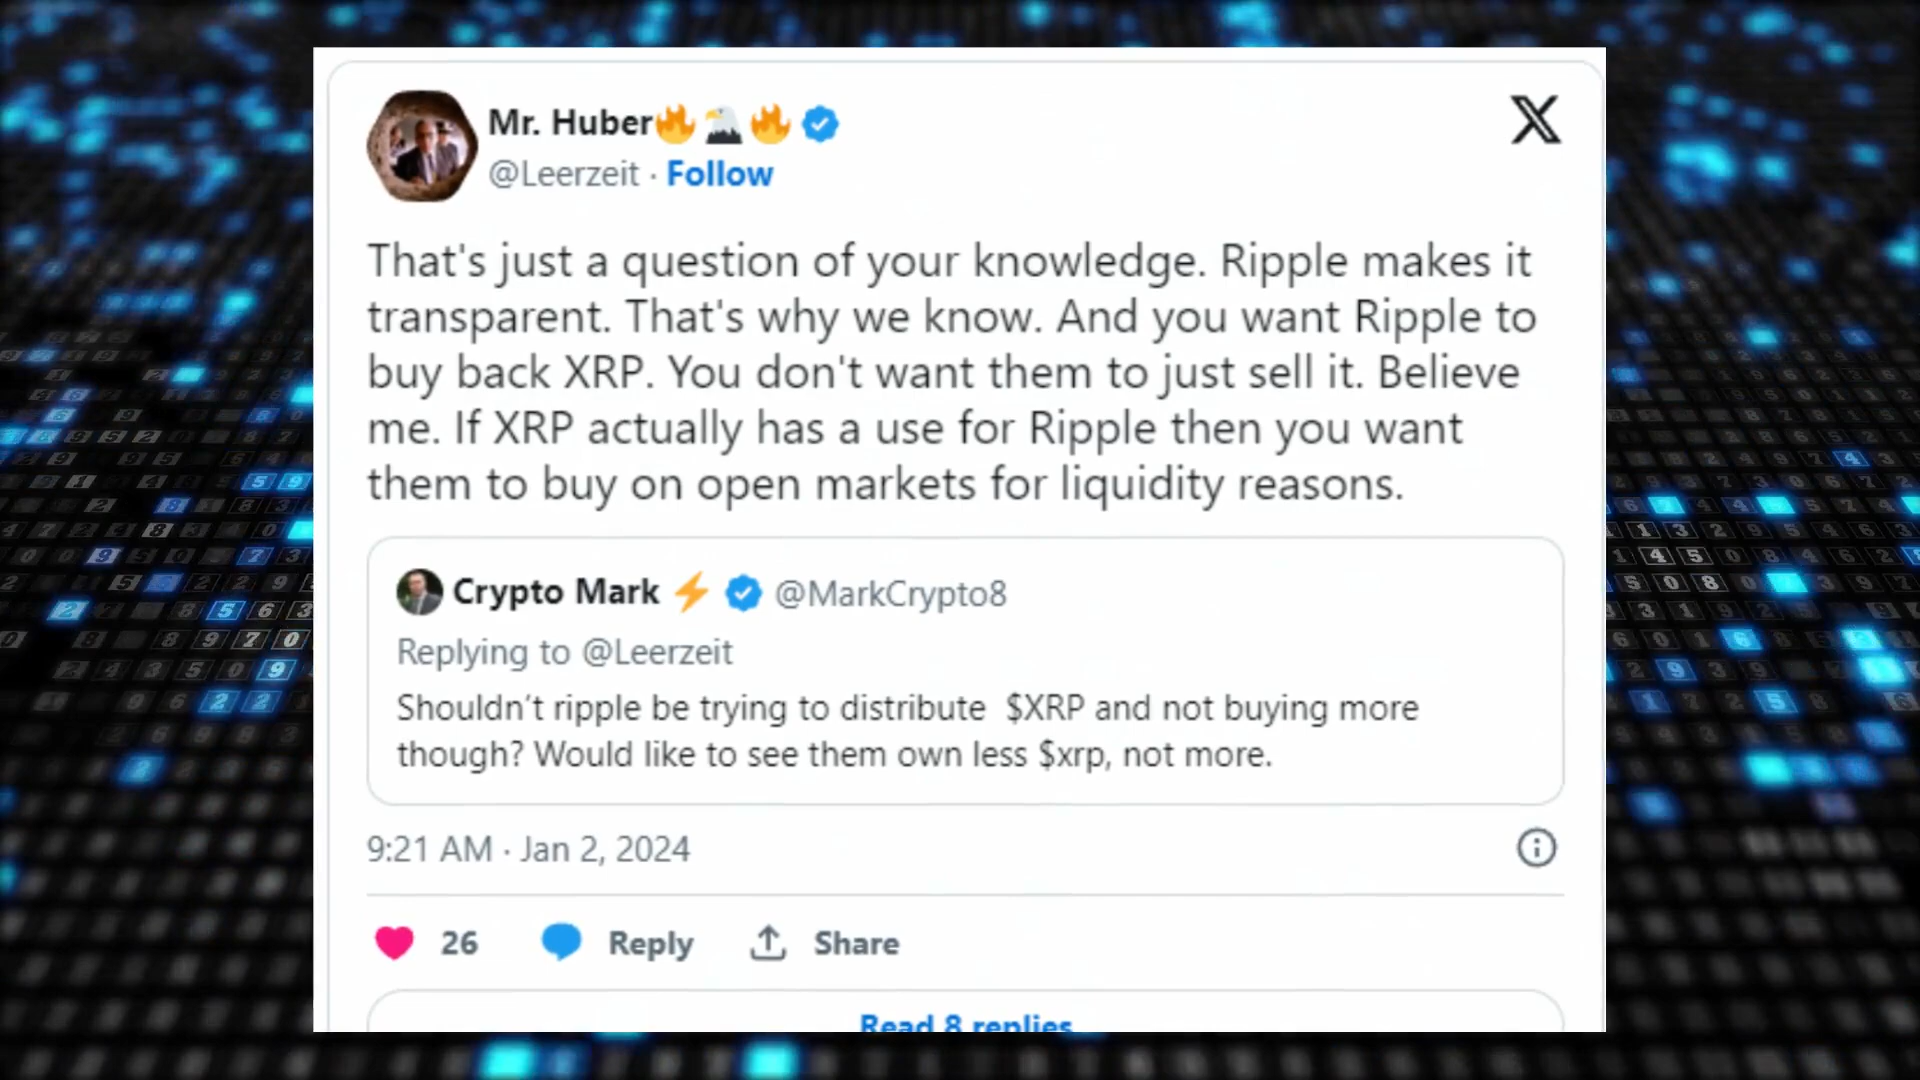 Mr. Huber🔥🦅🔥
@Leerzeit · Follow
That's just a question of your knowledge. Ripple makes it
transparent. That's why we know. And you want Ripple to
buy back XRP. You don't want them to just sell it. Believe
me. If XRP actually has a use for Ripple then you want
them to buy on open markets for liquidity reasons.
Crypto Mark ⚡ @MarkCrypto8
Replying to @Leerzeit
Shouldn’t ripple be trying to distribute $XRP and not buying more
though? Would like to see them own less $xrp, not more.
9:21 AM · Jan 2, 2024
26 Reply Share
Read 8 replies